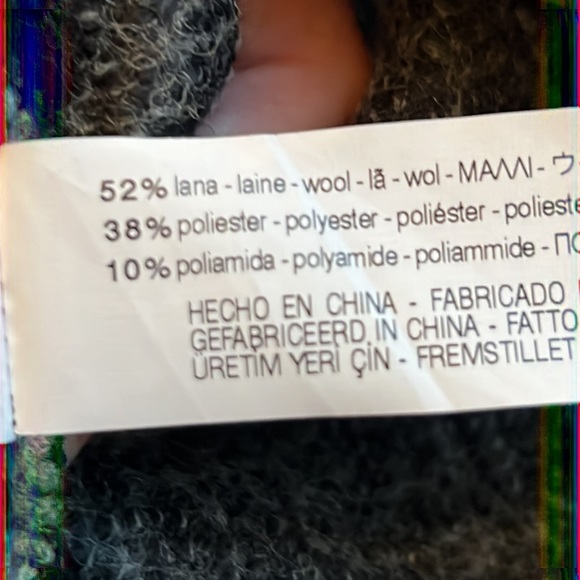 52% lana - laine - wool - lã - wol - ΜΑΛΛΙ - ウ
38% poliester - polyester - poliéster -
10% poliamida - polyamide - poliammide -
HECHO EN CHINA - FABRICADO
GEFABRICEERD IN CHINA - FATTO
ÜRETİM YERİ ÇİN - FREMSTILLET